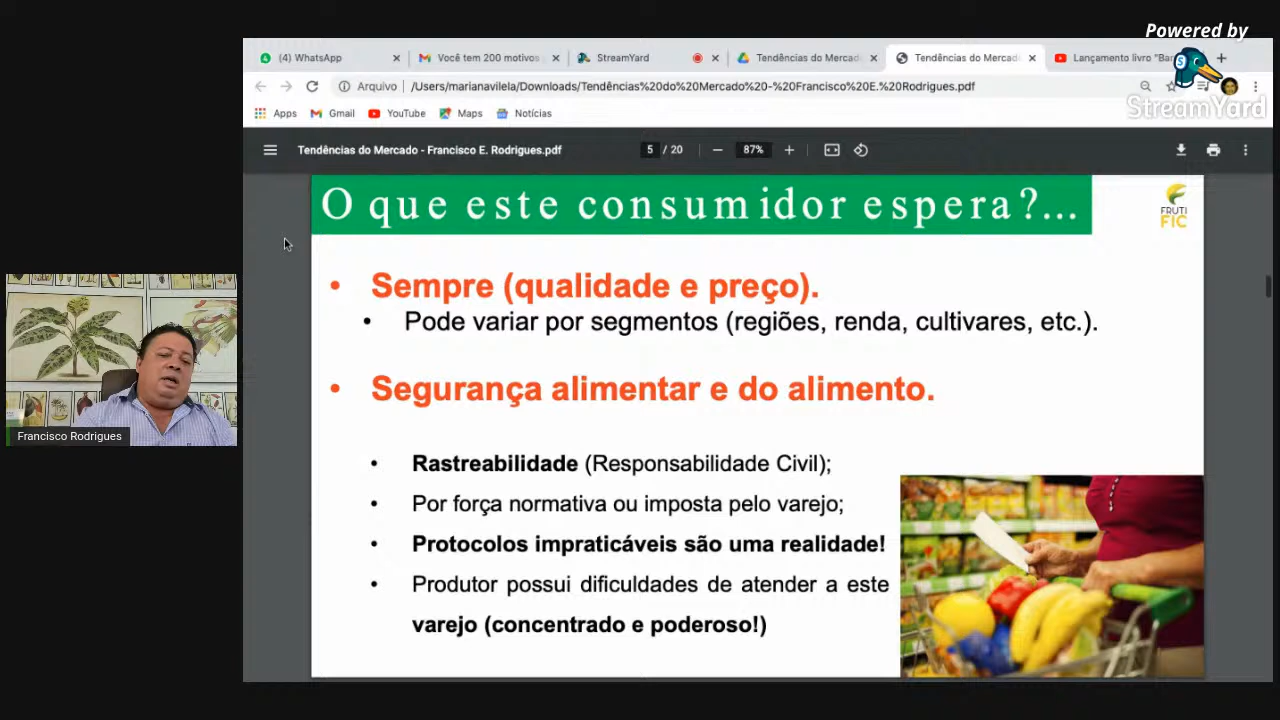 Powered by
StreamYard
(4) WhatsApp
Você tem 200 motivos
StreamYard
Tendências do Mercad
Tendências do Mercad
Lançamento livro "Ba
Arquivo
/Users/marianavilela/Downloads/Tendências%20do%20Mercado%20-%20Francisco%20E.%20Rodrigues.pdf
Apps
Gmail
YouTube
Maps
Notícias
Tendências do Mercado - Francisco E. Rodrigues.pdf
5 / 20
87%
O que este consumidor espera?...
FRUTI
FIC
• Sempre (qualidade e preço).
• Pode variar por segmentos (regiões, renda, cultivares, etc.).
• Segurança alimentar e do alimento.
• Rastreabilidade (Responsabilidade Civil);
• Por força normativa ou imposta pelo varejo;
• Protocolos impraticáveis são uma realidade!
• Produtor possui dificuldades de atender a este
varejo (concentrado e poderoso!)
Francisco Rodrigues